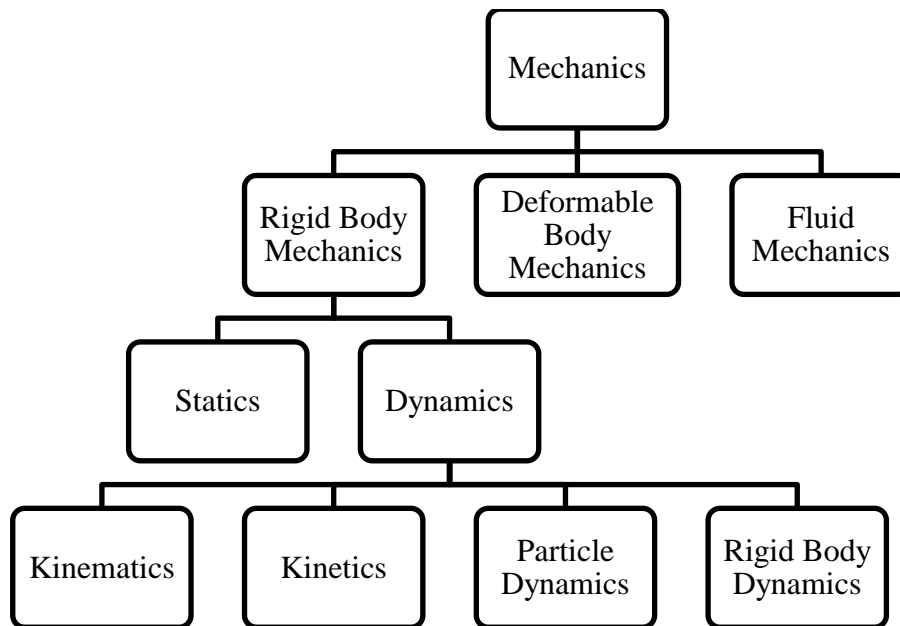 Mechanics
Rigid Body
Mechanics
Deformable
Body
Mechanics
Fluid
Mechanics
Statics
Dynamics
Kinematics
Kinetics
Particle
Dynamics
Rigid Body
Dynamics